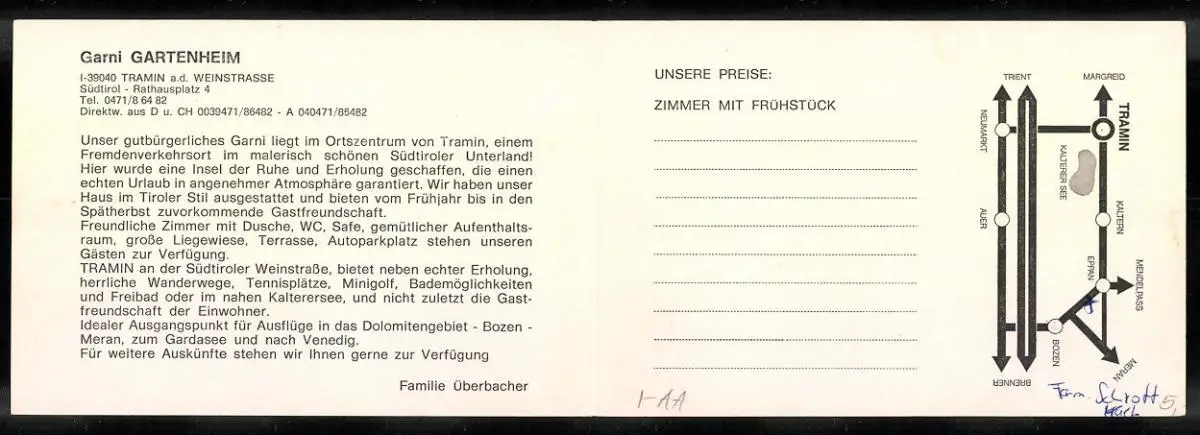 Garni GARTENHEIM
I-39040 TRAMIN a.d. WEINSTRASSE
Südtirol - Rathausplatz 4
Tel. 0471/8 64 82
Direktw. aus D u. CH 0039471/86482 - A 040471/86482
Unser gutbürgerliches Garni liegt im Ortszentrum von Tramin, einem
Fremdenverkehrsort im malerisch schönen Südtiroler Unterland!
Hier wurde eine Insel der Ruhe und Erholung geschaffen, die einen
echten Urlaub in angenehmer Atmosphäre garantiert. Wir haben unser
Haus im Tiroler Stil ausgestattet und bieten vom Frühjahr bis in den
Spätherbst zuvorkommende Gastfreundschaft.
Freundliche Zimmer mit Dusche, WC, Safe, gemütlicher Aufenthalts-
raum, große Liegewiese, Terrasse, Autoparkplatz stehen unseren
Gästen zur Verfügung.
TRAMIN an der Südtiroler Weinstraße, bietet neben echter Erholung,
herrliche Wanderwege, Tennisplätze, Minigolf, Bademöglichkeiten
und Freibad oder im nahen Kalterersee, und nicht zuletzt die Gast-
freundschaft der Einwohner.
Idealer Ausgangspunkt für Ausflüge in das Dolomitengebiet - Bozen -
Meran, zum Gardasee und nach Venedig.
Für weitere Auskünfte stehen wir Ihnen gerne zur Verfügung
Familie Überbacher
UNSERE PREISE:
ZIMMER MIT FRÜHSTÜCK
TRIENT
MARGREID
NEUMARKT
TRAMIN
KALTERER SEE
AUER
KALTERN
EPPAN
MENDELPASS
BOZEN
MERAN
BRENNER
I-AA
Fam. Schrott
5,